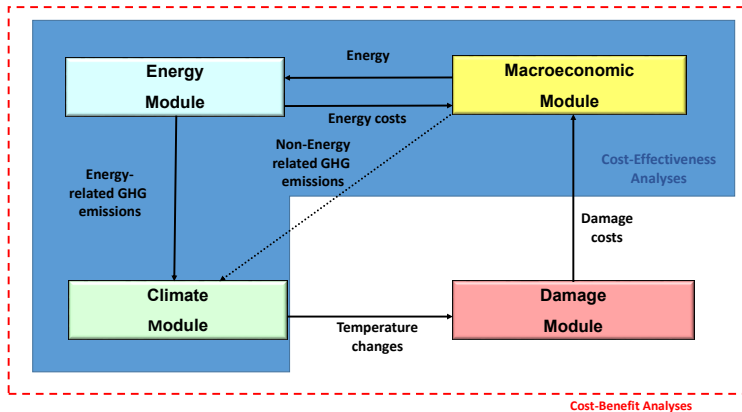 Energy
Energy
Module
Macroeconomic
Module
Energy costs
Non-Energy
related GHG
emissions
Cost-Effectiveness
Analyses
Energy-
related GHG
emissions
Damage
costs
Climate
Module
Damage
Module
Temperature
changes
Cost-Benefit Analyses